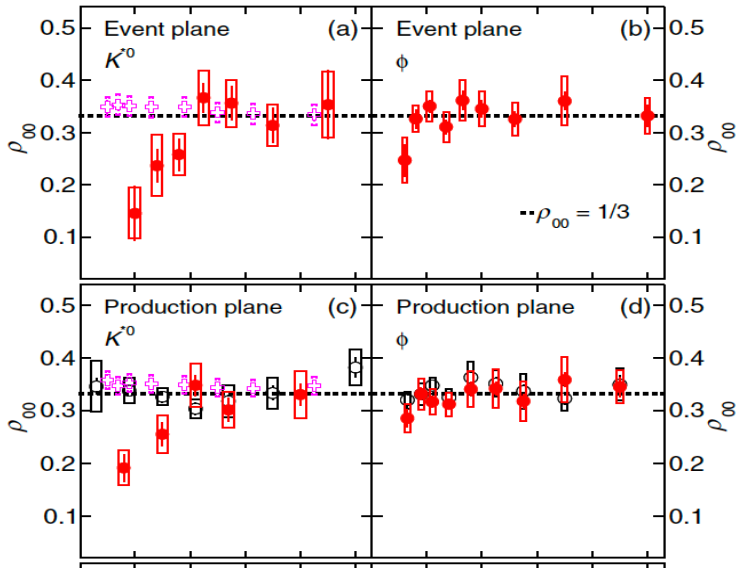 0.5 Event plane (a) Event plane (b) 0.5
K*0 φ
0.4 0.4
ρ00 0.3 0.3 ρ00
0.2 ρ00 = 1/3 0.2
0.1 0.1
0.5 Production plane (c) Production plane (d) 0.5
K*0 φ
0.4 0.4
ρ00 0.3 0.3 ρ00
0.2 0.2
0.1 0.1